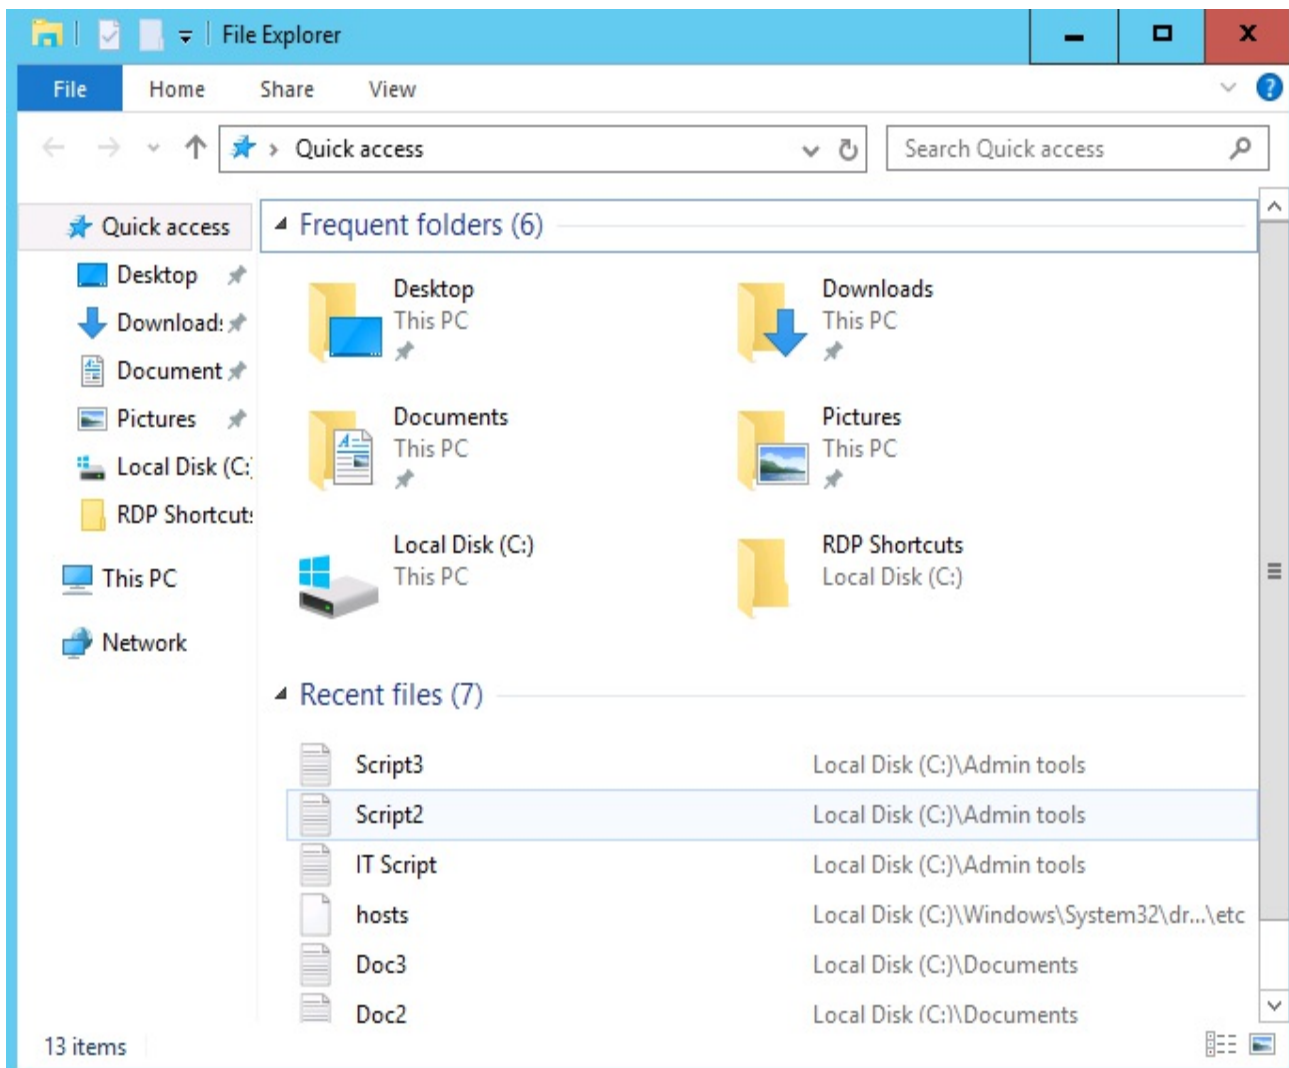 File Explorer
File Home Share View
Quick access
Search Quick access
Quick access
Desktop
Download
Document
Pictures
Local Disk (C:
RDP Shortcuts
This PC
Network
Frequent folders (6)
Desktop
This PC
Downloads
This PC
Documents
This PC
Pictures
This PC
Local Disk (C:)
This PC
RDP Shortcuts
Local Disk (C:)
Recent files (7)
Script3 Local Disk (C:)\Admin tools
Script2 Local Disk (C:)\Admin tools
IT Script Local Disk (C:)\Admin tools
hosts Local Disk (C:)\Windows\System32\dr...\etc
Doc3 Local Disk (C:)\Documents
Doc2 Local Disk (C:)\Documents
13 items